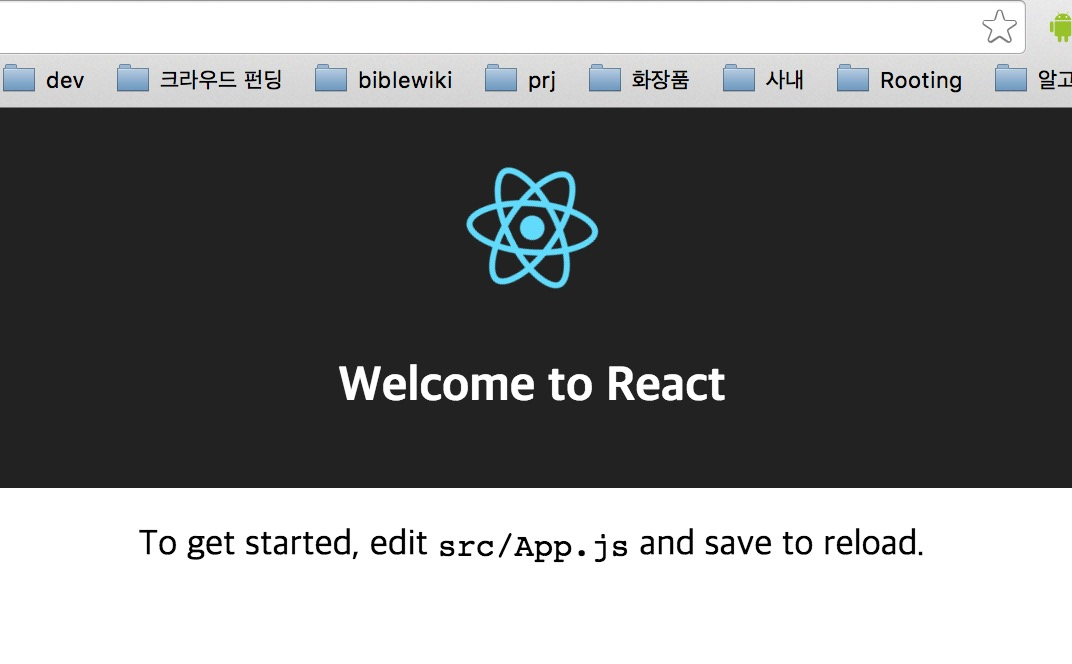 dev 크라우드 펀딩 biblewiki prj 화장품 사내 Rooting 알고
Welcome to React
To get started, edit src/App.js and save to reload.